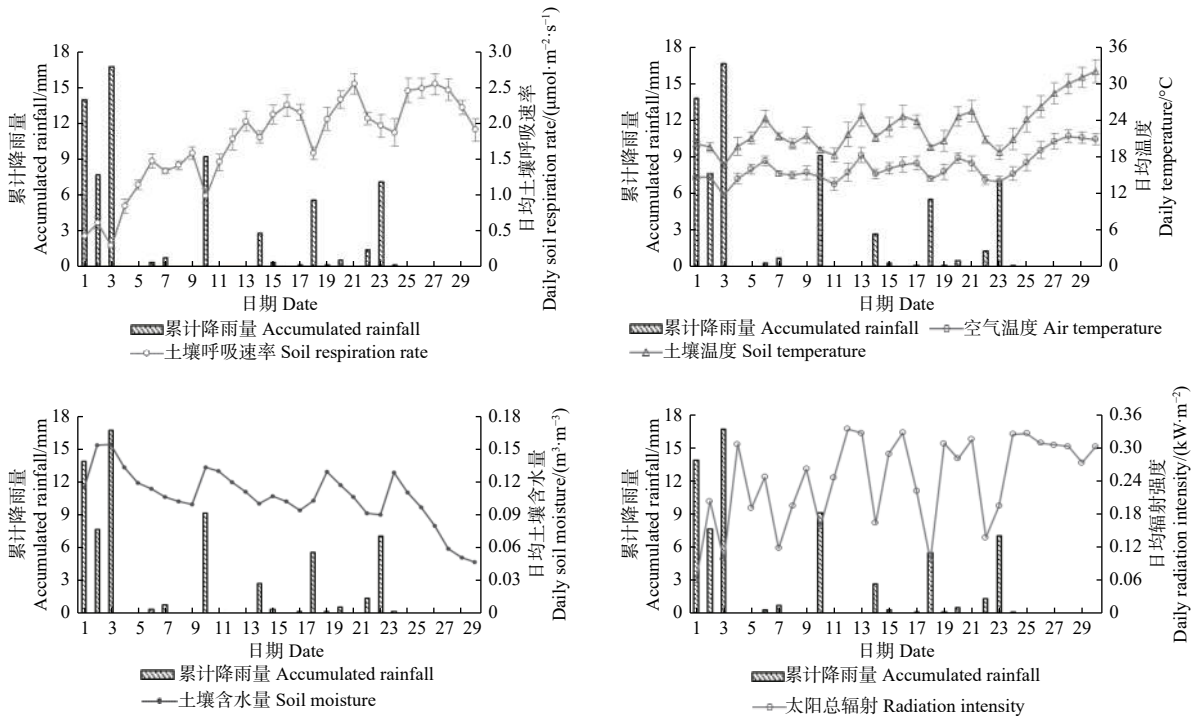 累计降雨量
Accumulated rainfall/mm
18
15
12
9
6
3
0
3.0
2.5
2.0
1.5
1.0
0.5
0
日均土壤呼吸速率
Daily soil respiration rate/(μmol·m⁻²·s⁻¹)
1 3 5 7 9 11 13 15 17 19 21 23 25 27 29
日期 Date
累计降雨量 Accumulated rainfall
土壤呼吸速率 Soil respiration rate
累计降雨量
Accumulated rainfall/mm
18
15
12
9
6
3
0
36
30
24
18
12
6
0
日均温度
Daily temperature/°C
1 3 5 7 9 11 13 15 17 19 21 23 25 27 29
日期 Date
累计降雨量 Accumulated rainfall 空气温度 Air temperature
土壤温度 Soil temperature
累计降雨量
Accumulated rainfall/mm
18
15
12
9
6
3
0
0.18
0.15
0.12
0.09
0.06
0.03
0
日均土壤含水量
Daily soil moisture/(m³·m⁻³)
1 3 5 7 9 11 13 15 17 19 21 23 25 27 29
日期 Date
累计降雨量 Accumulated rainfall
土壤含水量 Soil moisture
累计降雨量
Accumulated rainfall/mm
18
15
12
9
6
3
0
0.36
0.30
0.24
0.18
0.12
0.06
0
日均辐射强度
Daily radiation intensity/(kW·m⁻²)
1 3 5 7 9 11 13 15 17 19 21 23 25 27 29
日期 Date
累计降雨量 Accumulated rainfall
太阳总辐射 Radiation intensity